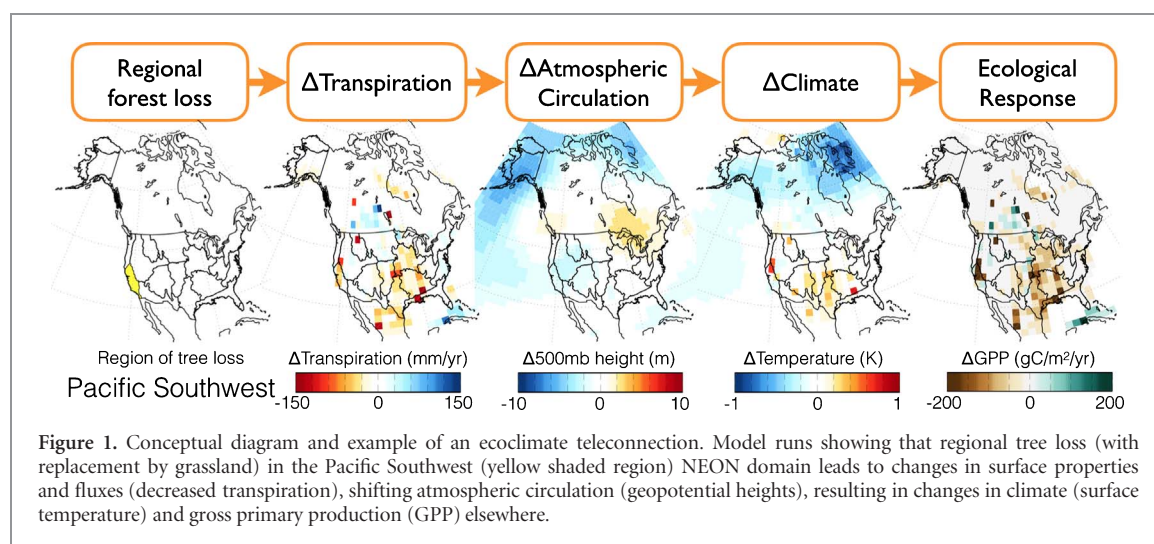 Regional
forest loss
ΔTranspiration
ΔAtmospheric
Circulation
ΔClimate
Ecological
Response
Region of tree loss
Pacific Southwest
ΔTranspiration (mm/yr)
-150 0 150
Δ500mb height (m)
-10 0 10
ΔTemperature (K)
-1 0 1
ΔGPP (gC/m²/yr)
-200 0 200
Figure 1. Conceptual diagram and example of an ecoclimate teleconnection. Model runs showing that regional tree loss (with
replacement by grassland) in the Pacific Southwest (yellow shaded region) NEON domain leads to changes in surface properties
and fluxes (decreased transpiration), shifting atmospheric circulation (geopotential heights), resulting in changes in climate (surface
temperature) and gross primary production (GPP) elsewhere.